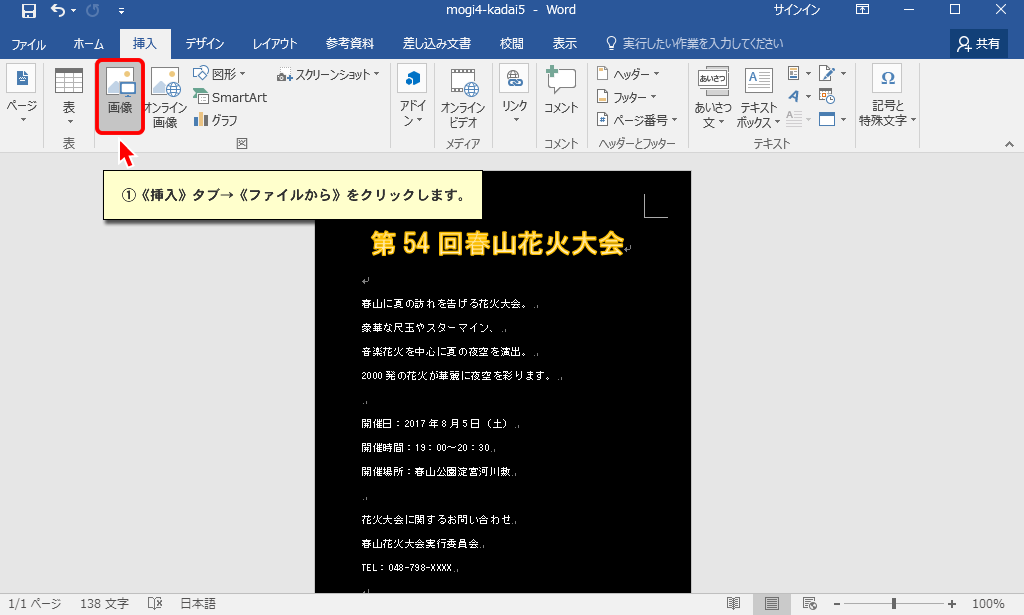 mogi4-kadai5 - Word
サインイン
ファイル
ホーム
挿入
デザイン
レイアウト
参考資料
差し込み文書
校閲
表示
実行したい作業を入力してください
共有
ページ
表
画像
オンライン
画像
図形
SmartArt
グラフ
スクリーンショット
アドイ
ン
オンライン
ビデオ
リンク
コメント
ヘッダー
フッター
ページ番号
あいさつ
あいさつ
文
テキスト
ボックス
記号と
特殊文字
表
図
メディア
コメント
ヘッダーとフッター
テキスト
①《挿入》タブ→《ファイルから》をクリックします。
第 54 回春山花火大会
春山に夏の訪れを告げる花火大会。
豪華な尺玉やスターマイン、
音楽花火を中心に夏の夜空を演出。
2000 発の花火が華麗に夜空を彩ります。
開催日：2017 年 8 月 5 日（土）
開催時間：19：00～20：30
開催場所：春山公園淀宮河川敷
花火大会に関するお問い合わせ
春山花火大会実行委員会
TEL：048-798-XXXX
1/1 ページ
138 文字
日本語
100%